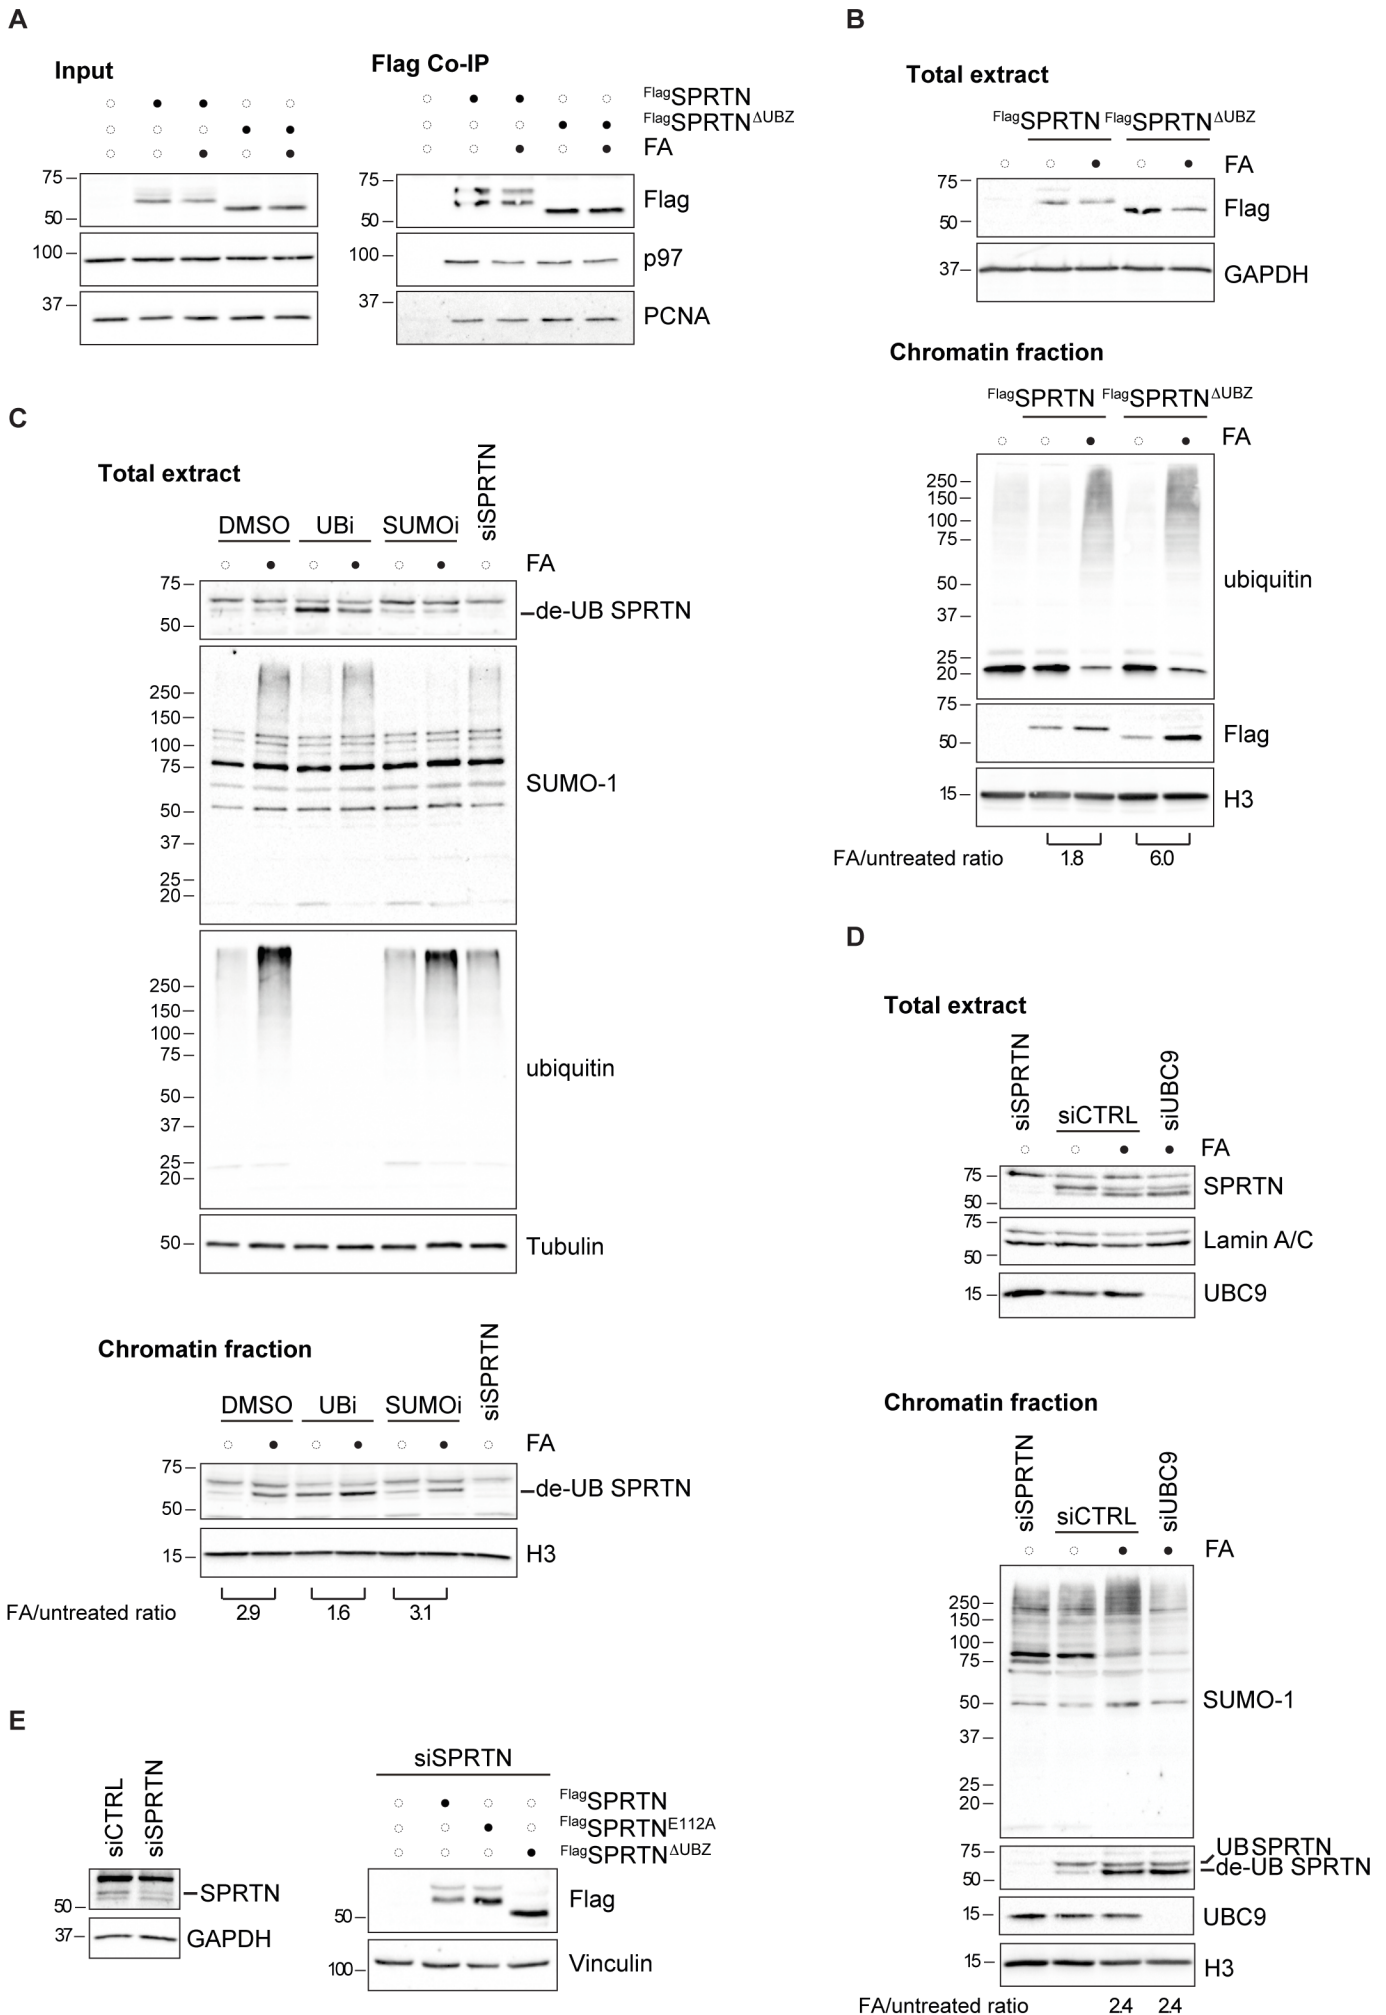 A
Input
Flag Co-IP
FlagSPRTN
FlagSPRTNΔUBZ
FA
75
50
100
37
75
50
100
37
Flag
p97
PCNA
B
Total extract
FlagSPRTN FlagSPRTNΔUBZ
FA
75
50
37
Flag
GAPDH
Chromatin fraction
FlagSPRTN FlagSPRTNΔUBZ
FA
250
150
100
75
50
37
25
20
ubiquitin
75
50
Flag
15
H3
FA/untreated ratio 1.8 6.0
C
Total extract
DMSO UBi SUMOi siSPRTN
FA
75
50
de-UB SPRTN
250
150
100
75
50
37
25
20
SUMO-1
250
150
100
75
50
37
25
20
ubiquitin
50
Tubulin
Chromatin fraction
DMSO UBi SUMOi siSPRTN
FA
75
50
de-UB SPRTN
15
H3
FA/untreated ratio 2.9 1.6 3.1
D
Total extract
siSPRTN siCTRL siUBC9
FA
75
50
SPRTN
75
50
Lamin A/C
15
UBC9
Chromatin fraction
siSPRTN siCTRL siUBC9
FA
250
150
100
75
50
37
25
20
SUMO-1
75
50
UBSPRTN
de-UB SPRTN
15
UBC9
15
H3
FA/untreated ratio 2.4 2.4
E
siCTRL siSPRTN
50
SPRTN
37
GAPDH
siSPRTN
FlagSPRTN
FlagSPRTNE112A
FlagSPRTNΔUBZ
50
Flag
100
Vinculin